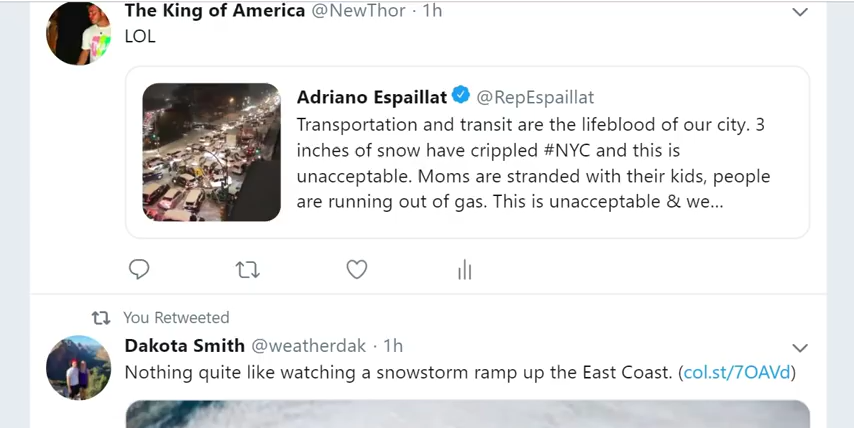 The King of America @NewThor · 1h
LOL
Adriano Espaillat @RepEspaillat
Transportation and transit are the lifeblood of our city. 3
inches of snow have crippled #NYC and this is
unacceptable. Moms are stranded with their kids, people
are running out of gas. This is unacceptable & we...
You Retweeted
Dakota Smith @weatherdak · 1h
Nothing quite like watching a snowstorm ramp up the East Coast. (col.st/7OAVd)